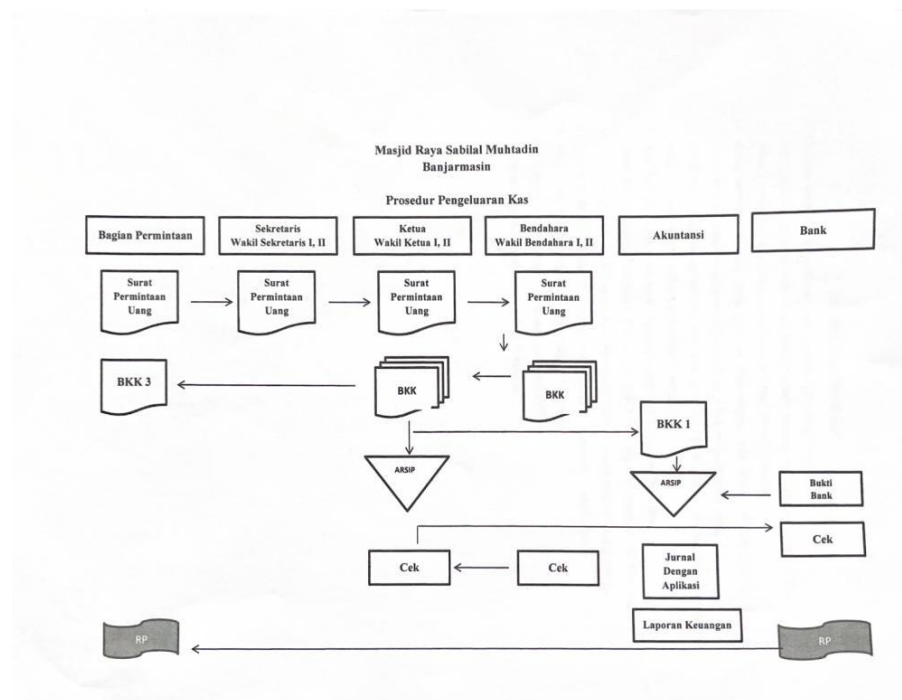 Masjid Raya Sabilal Muhtadin
Banjarmasin
Prosedur Pengeluaran Kas
Bagian Permintaan
Sekretaris
Wakil Sekretaris I, II
Ketua
Wakil Ketua I, II
Bendahara
Wakil Bendahara I, II
Akuntansi
Bank
Surat
Permintaan
Uang
Surat
Permintaan
Uang
Surat
Permintaan
Uang
Surat
Permintaan
Uang
BKK 3
BKK
BKK
BKK 1
ARSIP
ARSIP
Bukti
Bank
Cek
Cek
Cek
Jurnal
Dengan
Aplikasi
Laporan Keuangan
RP
RP